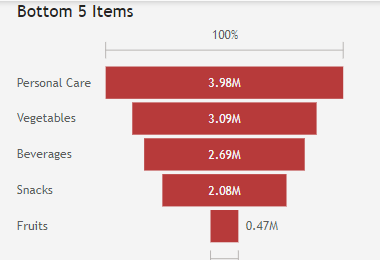 Bottom 5 Items
100%
Personal Care 3.98M
Vegetables 3.09M
Beverages 2.69M
Snacks 2.08M
Fruits 0.47M